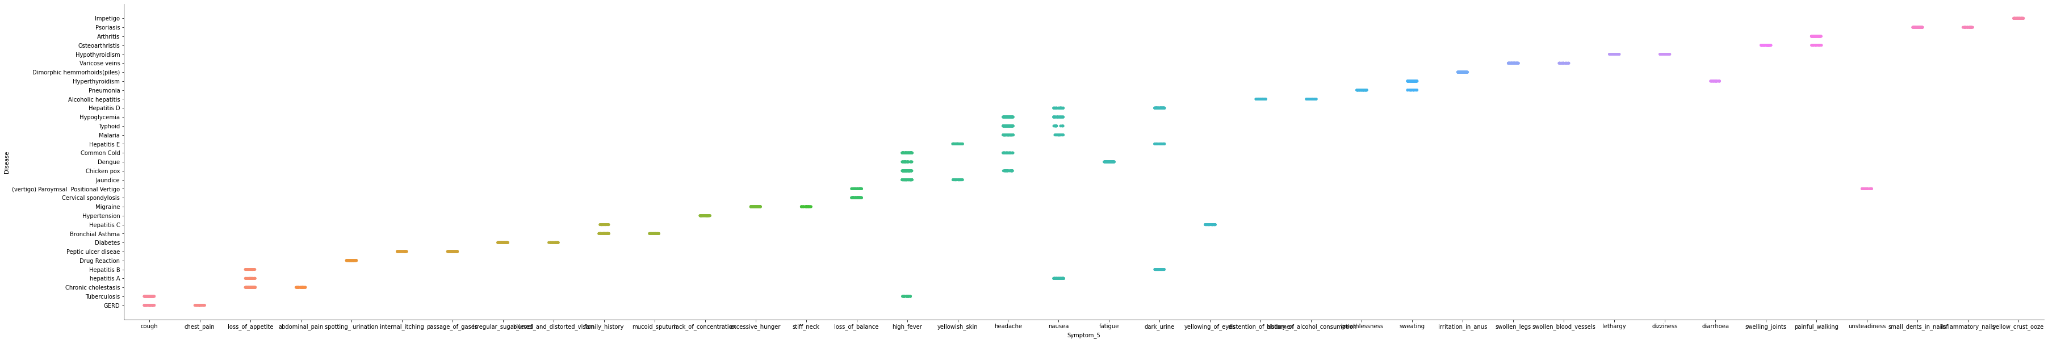 Impetigo
Psoriasis
Arthritis
Osteoarthristis
Hypothyroidism
Varicose veins
Dimorphic hemmorhoids(piles)
Hyperthyroidism
Pneumonia
Alcoholic hepatitis
Hepatitis D
Hypoglycemia
Typhoid
Malaria
Hepatitis E
Common Cold
Dengue
Chicken pox
Jaundice
(vertigo) Paroymsal Positional Vertigo
Cervical spondylosis
Migraine
Hypertension
Hepatitis C
Bronchial Asthma
Diabetes
Peptic ulcer diseae
Drug Reaction
Hepatitis B
hepatitis A
Chronic cholestasis
Tuberculosis
GERD
Disease
cough chest_pain loss_of_appetite abdominal_pain spotting_ urination internal_itching passage_of_gases family_history mucoid_sputum lack_of_concentration excessive_hunger stiff_neck loss_of_balance high_fever yellowish_skin headache nausea fatigue dark_urine yellowing_of_eyes sweating irritation_in_anus swollen_legs swollen_blood_vessels lethargy dizziness diarrhoea swelling_joints painful_walking unsteadiness small_dents_in_nails inflammatory_nails yellow_crust_ooze
Symptom_5